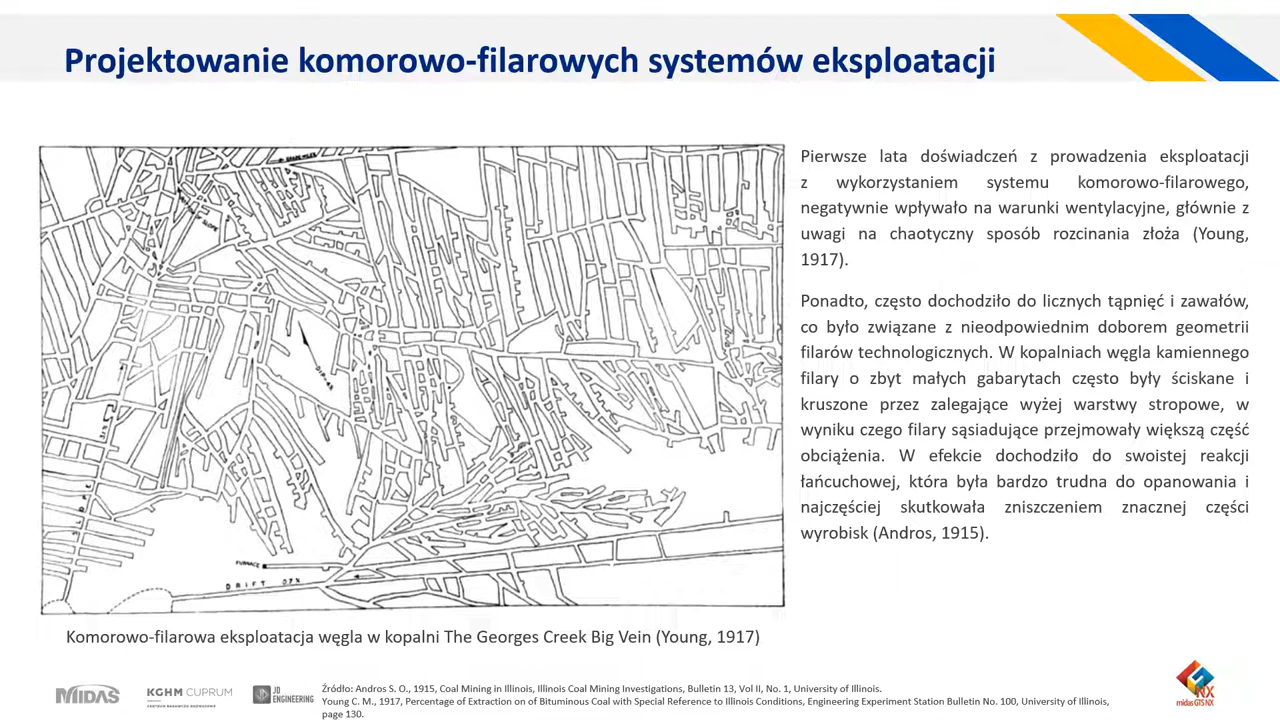 Projektowanie komorowo-filarowych systemów eksploatacji
Pierwsze lata doświadczeń z prowadzenia eksploatacji
z wykorzystaniem systemu komorowo-filarowego,
negatywnie wpływało na warunki wentylacyjne, głównie z
uwagi na chaotyczny sposób rozcinania złoża (Young,
1917).
Ponadto, często dochodziło do licznych tąpnięć i zawałów,
co było związane z nieodpowiednim doborem geometrii
filarów technologicznych. W kopalniach węgla kamiennego
filary o zbyt małych gabarytach często były ściskane i
kruszone przez zalegające wyżej warstwy stropowe, w
wyniku czego filary sąsiadujące przejmowały większą część
obciążenia. W efekcie dochodziło do swoistej reakcji
łańcuchowej, która była bardzo trudna do opanowania i
najczęściej skutkowała zniszczeniem znacznej części
wyrobisk (Andros, 1915).
FURNACE
DRIFT
Komorowo-filarowa eksploatacja węgla w kopalni The Georges Creek Big Vein (Young, 1917)
MIDAS
KGHM CUPRUM
JD ENGINEERING
Źródło: Andros S. O., 1915, Coal Mining in Illinois, Illinois Coal Mining Investigations, Bulletin 13, Vol II, No. 1, University of Illinois.
Young C. M., 1917, Percentage of Extraction on of Bituminous Coal with Special Reference to Illinois Conditions, Engineering Experiment Station Bulletin No. 100, University of Illinois,
page 130.
NX
midas GTS NX